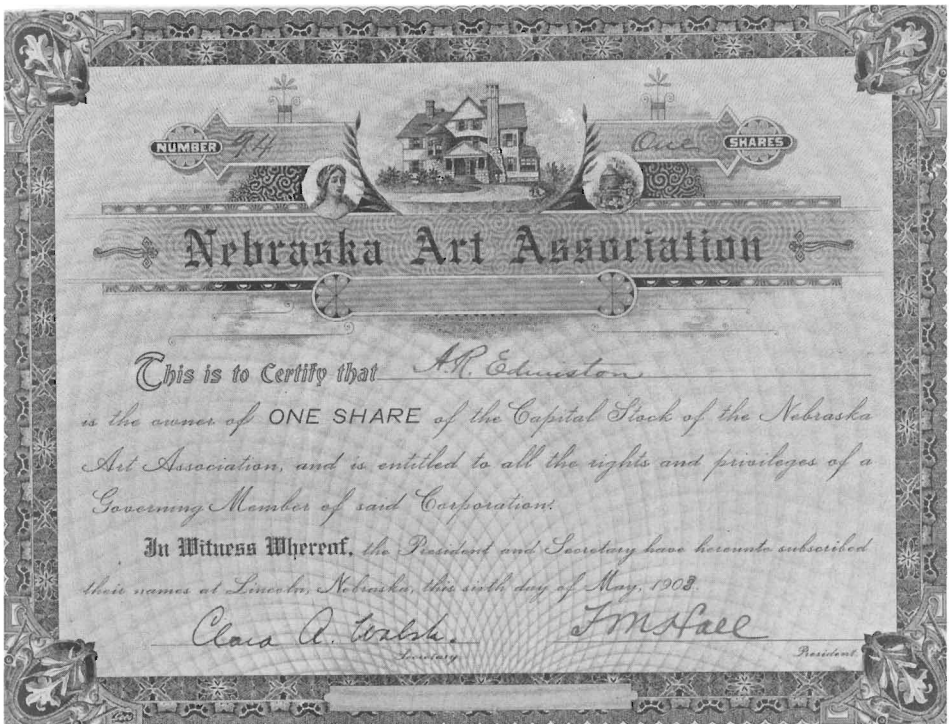 NUMBER 94 One SHARES
Nebraska Art Association
This is to Certify that A.R. Edmiston
is the owner of ONE SHARE of the Capital Stock of the Nebraska
Art Association, and is entitled to all the rights and privileges of a
Governing Member of said Corporation.
In Witness Whereof, the President and Secretary have hereunto subscribed
their names at Lincoln, Nebraska, this sixth day of May, 1903.
Clara A. Walsh. FM Hall
Secretary President.